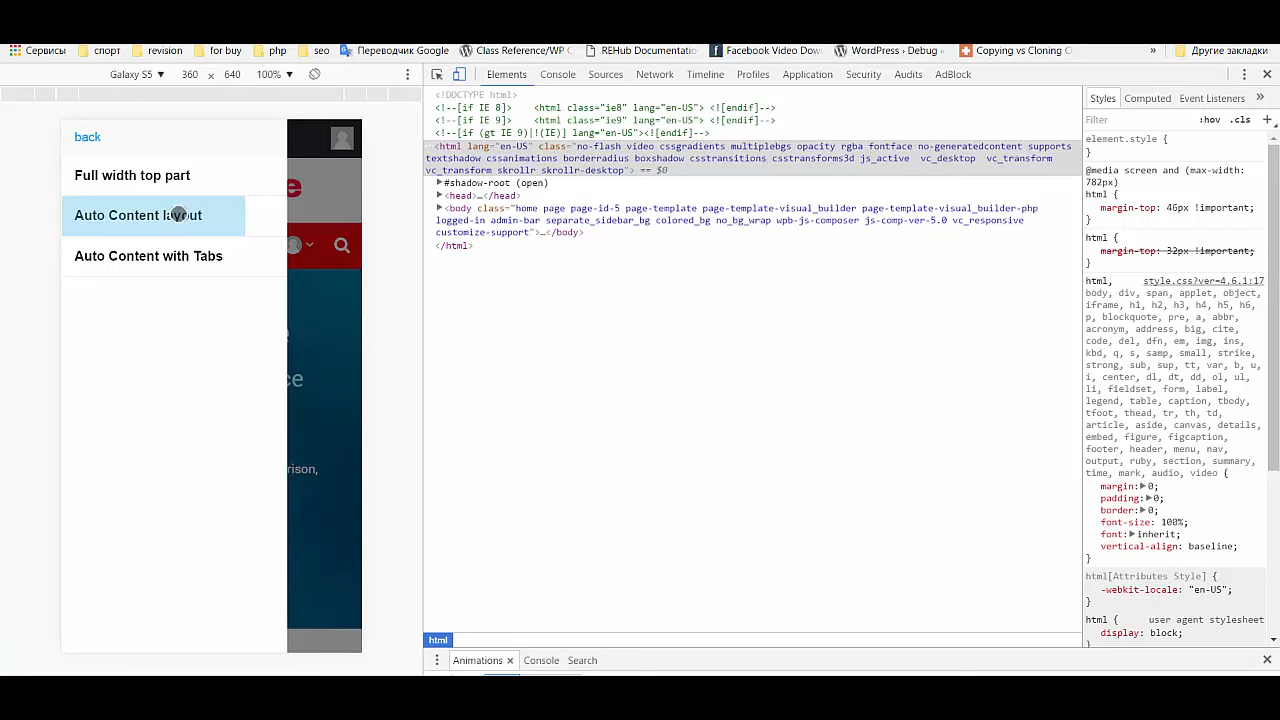 Сервисы спорт revision for buy php seo Переводчик Google Class Reference/WP C REHub Documentatio Facebook Video Dow WordPress › Debug « Copying vs Cloning C » Другие закладки
Galaxy S5 ▼ 360 x 640 100% ▼
Elements Console Sources Network Timeline Profiles Application Security Audits AdBlock
back
Full width top part
Auto Content layout
Auto Content with Tabs
e
e
ce
rison,
<!DOCTYPE html>
<!--[if IE 8]> <html class="ie8" lang="en-US"> <![endif]-->
<!--[if IE 9]> <html class="ie9" lang="en-US"> <![endif]-->
<!--[if (gt IE 9)|!(IE)] lang="en-US"><![endif]-->
<html lang="en-US" class="no-flash video cssgradients multiplebgs opacity rgba fontface no-generatedcontent supports
textshadow cssanimations borderradius boxshadow csstransitions csstransforms3d js_active vc_desktop vc_transform
vc_transform skrollr skrollr-desktop"> == $0
#shadow-root (open)
<head>…</head>
<body class="home page page-id-5 page-template page-template-visual_builder page-template-visual_builder-php
logged-in admin-bar separate_sidebar_bg colored_bg no_bg_wrap wpb-js-composer js-comp-ver-5.0 vc_responsive
customize-support">…</body>
</html>
html
Animations × Console Search
Styles Computed Event Listeners »
Filter :hov .cls +
element.style {
}
@media screen and (max-width:
782px)
html {
margin-top: 46px !important;
}
html {
margin-top: 32px !important;
}
html, style.css?ver=4.6.1:17
body, div, span, applet, object,
iframe, h1, h2, h3, h4, h5, h6,
p, blockquote, pre, a, abbr,
acronym, address, big, cite,
code, del, dfn, em, img, ins,
kbd, q, s, samp, small, strike,
strong, sub, sup, tt, var, b, u,
i, center, dl, dt, dd, ol, ul,
li, fieldset, form, label,
legend, table, caption, tbody,
tfoot, thead, tr, th, td,
article, aside, canvas, details,
embed, figure, figcaption,
footer, header, menu, nav,
output, ruby, section, summary,
time, mark, audio, video {
margin: 0;
padding: 0;
border: 0;
font-size: 100%;
font: inherit;
vertical-align: baseline;
}
html[Attributes Style] {
-webkit-locale: "en-US";
}
html { user agent stylesheet
display: block;